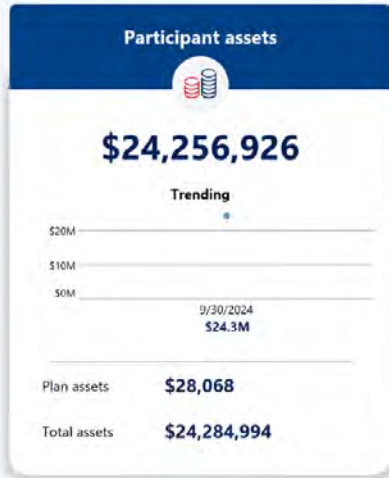 Participant assets
$24,256,926
Trending
$20M
$10M
$0M
9/30/2024
$24.3M
Plan assets $28,068
Total assets $24,284,994